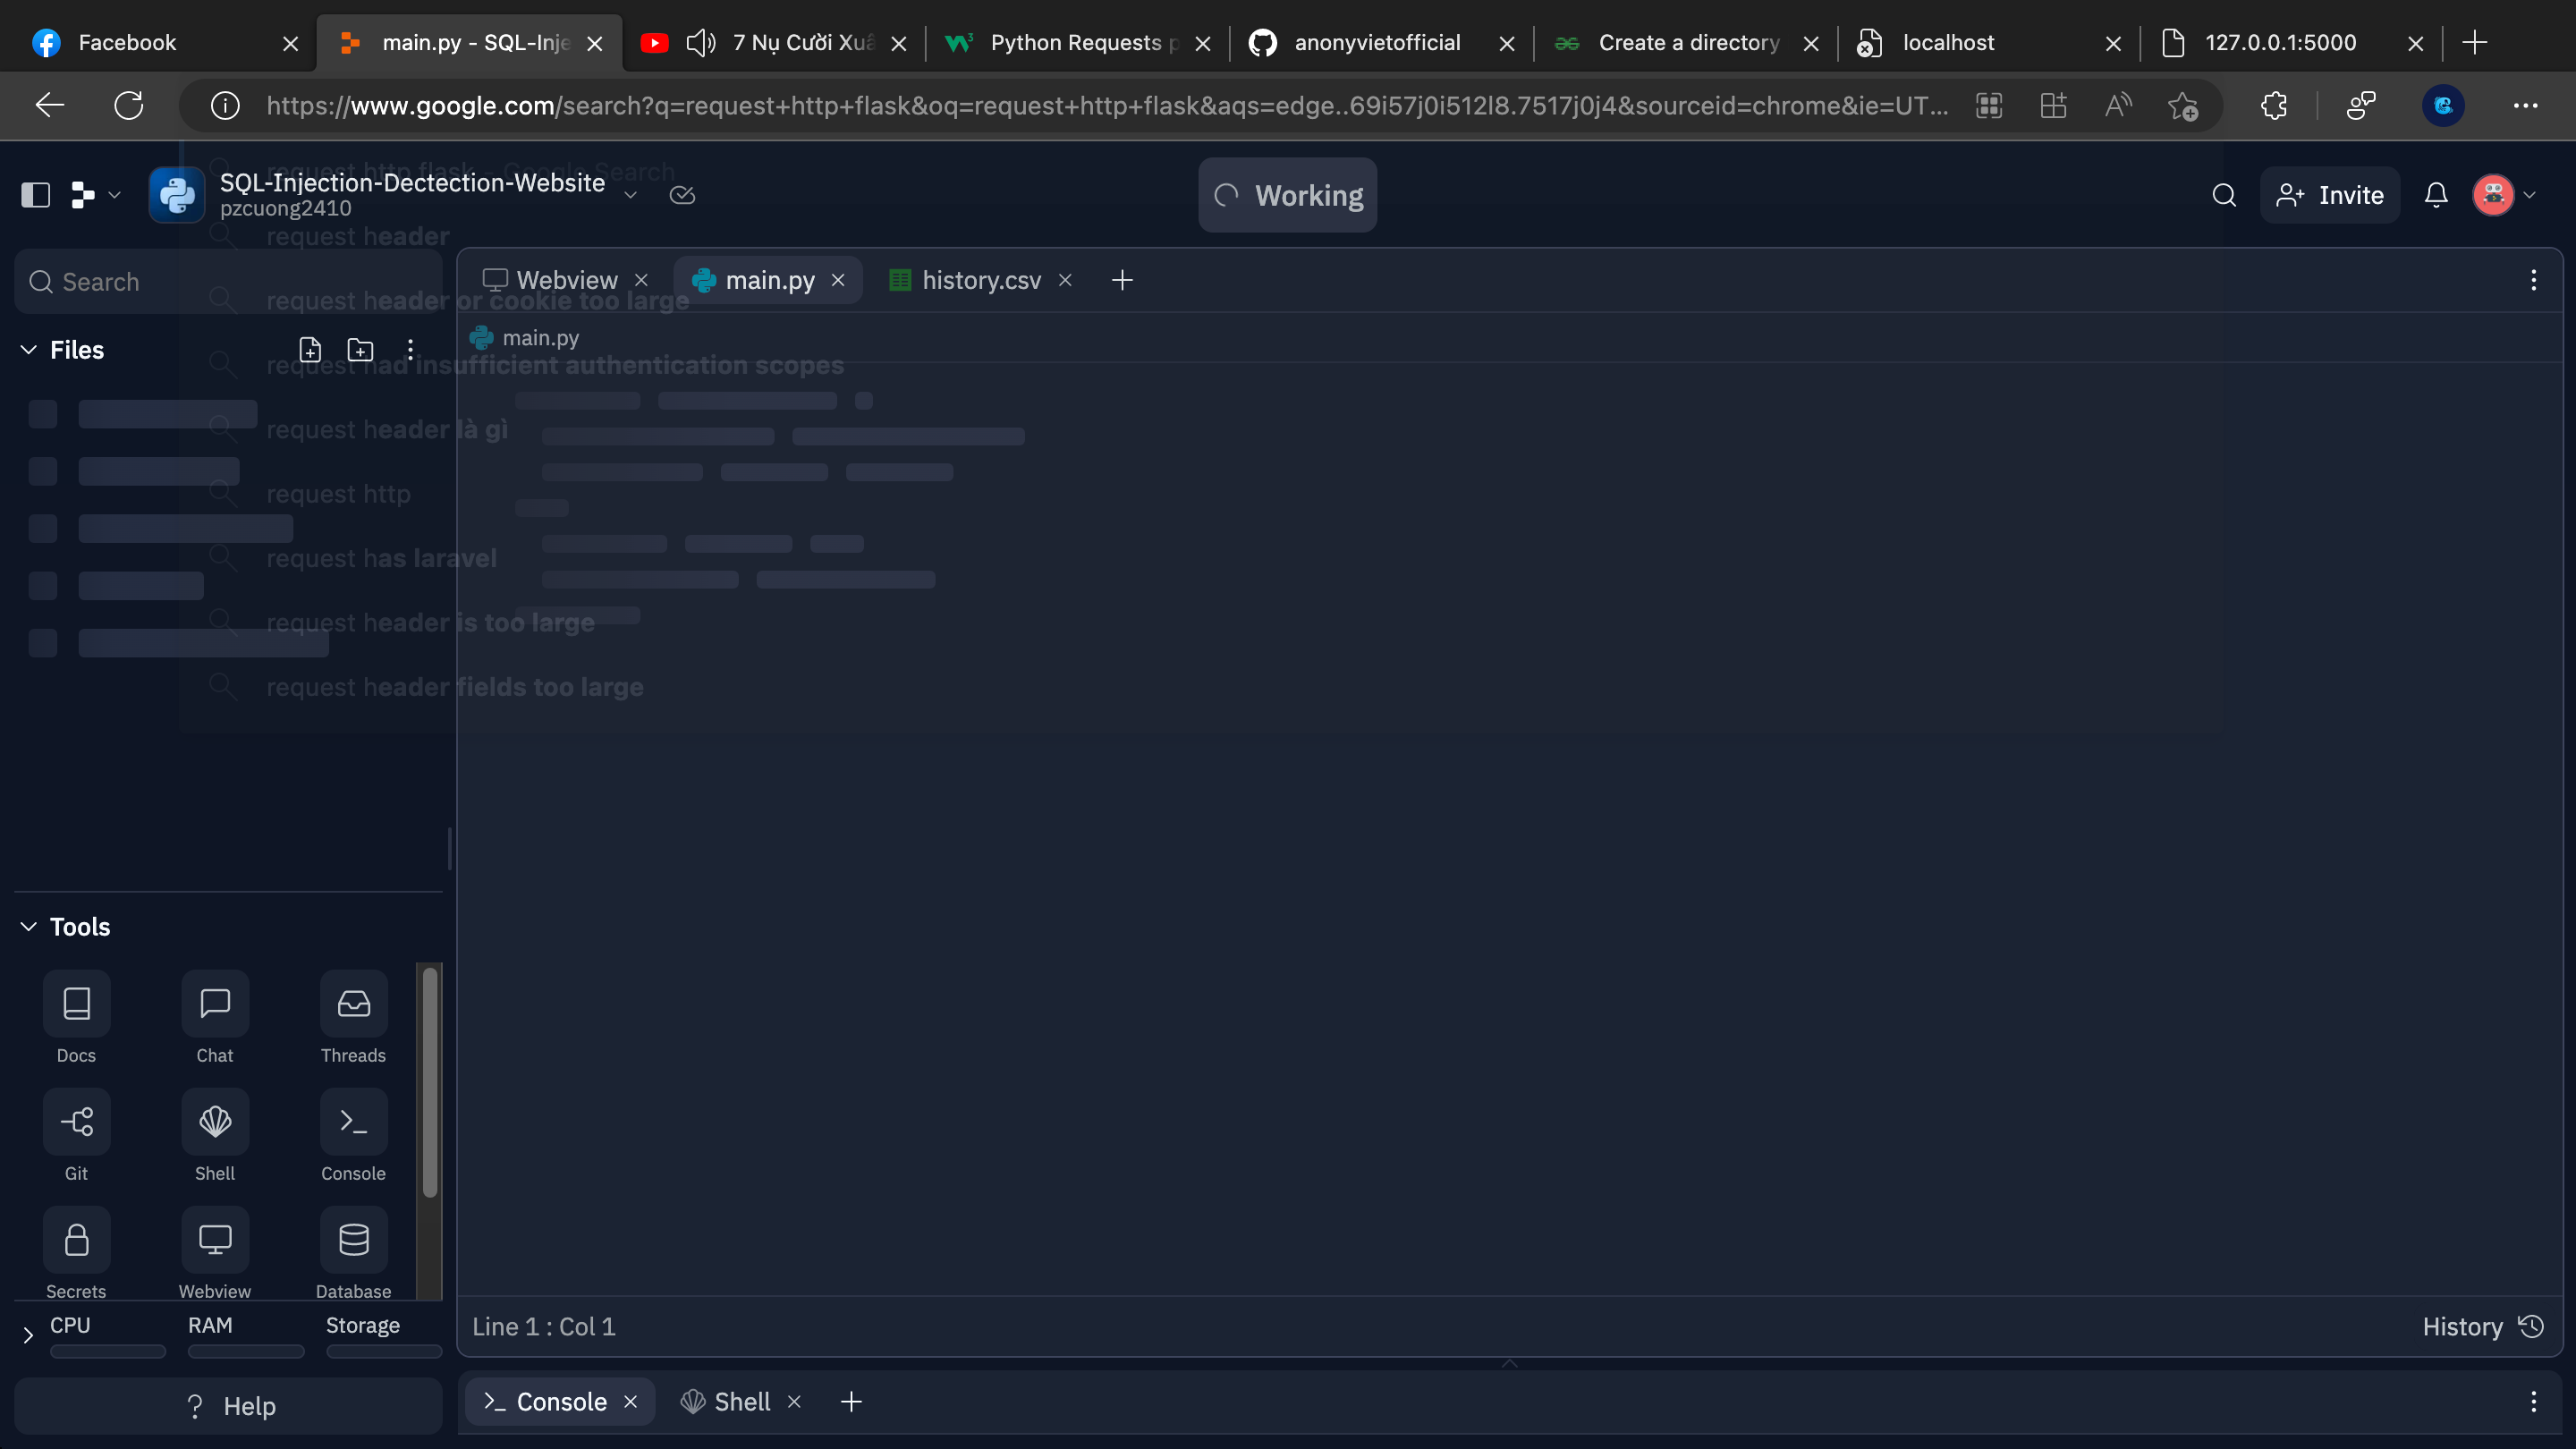 Facebook
main.py - SQL-Inje
7 Nụ Cười Xuâ
Python Requests p
anonyvietofficial
Create a directory
localhost
127.0.0.1:5000
https://www.google.com/search?q=request+http+flask&oq=request+http+flask&aqs=edge..69i57j0i512l8.7517j0j4&sourceid=chrome&ie=UT...
request http flask - Google Search
SQL-Injection-Dectection-Website
pzcuong2410
Working
Invite
request header
Search
Webview
main.py
history.csv
request header or cookie too large
main.py
Files
request had insufficient authentication scopes
request header là gì
request http
request has laravel
request header is too large
request header fields too large
Tools
Docs
Chat
Threads
Git
Shell
Console
Secrets
Webview
Database
CPU
RAM
Storage
Line 1 : Col 1
History
Help
Console
Shell